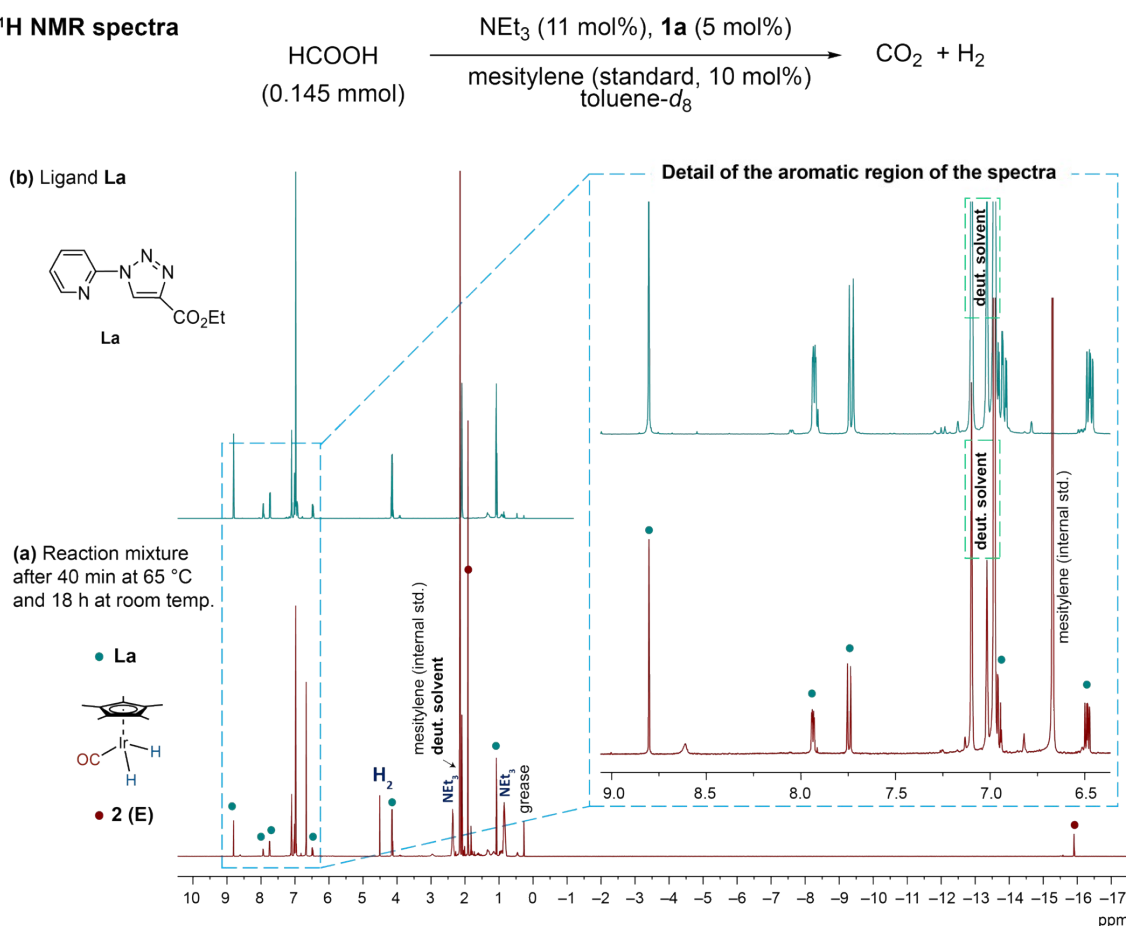 ¹H NMR spectra
NEt₃ (11 mol%), 1a (5 mol%)
HCOOH
CO₂ + H₂
(0.145 mmol)
mesitylene (standard, 10 mol%)
toluene-d₈
(b) Ligand La
Detail of the aromatic region of the spectra
N
N
N
N
CO₂Et
La
deut. solvent
deut. solvent
mesitylene (internal std.)
9.0 8.5 8.0 7.5 7.0 6.5
(a) Reaction mixture
after 40 min at 65 °C
and 18 h at room temp.
La
Ir
OC
H
H
2 (E)
H₂
NEt₃
mesitylene (internal std.)
deut. solvent
NEt₃
grease
10 9 8 7 6 5 4 3 2 1 0 −1 −2 −3 −4 −5 −6 −7 −8 −9 −10 −11 −12 −13 −14 −15 −16 −17
ppm